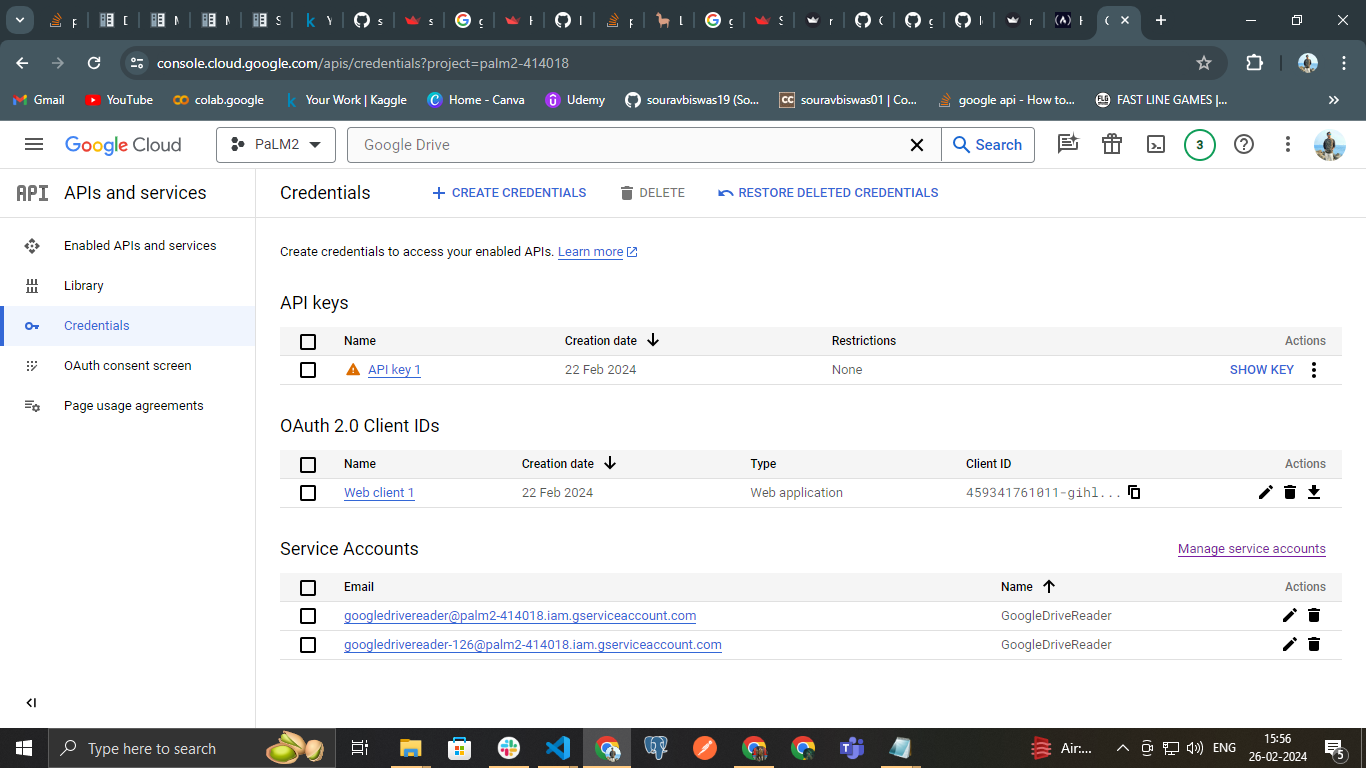 console.cloud.google.com/apis/credentials?project=palm2-414018
Gmail YouTube colab.google Your Work | Kaggle Home - Canva Udemy souravbiswas19 (So... souravbiswas01 | Co... google api - How to... FAST LINE GAMES |... »
Google Cloud PaLM2 Google Drive Search 3
API APIs and services
Credentials CREATE CREDENTIALS DELETE RESTORE DELETED CREDENTIALS
Enabled APIs and services
Library
Credentials
OAuth consent screen
Page usage agreements
Create credentials to access your enabled APIs. Learn more
API keys
Name Creation date Restrictions Actions
API key 1 22 Feb 2024 None SHOW KEY
OAuth 2.0 Client IDs
Name Creation date Type Client ID Actions
Web client 1 22 Feb 2024 Web application 459341761011-gihl...
Service Accounts Manage service accounts
Email Name Actions
googledrivereader@palm2-414018.iam.gserviceaccount.com GoogleDriveReader
googledrivereader-126@palm2-414018.iam.gserviceaccount.com GoogleDriveReader
Type here to search Air:... ENG 15:56
26-02-2024 5